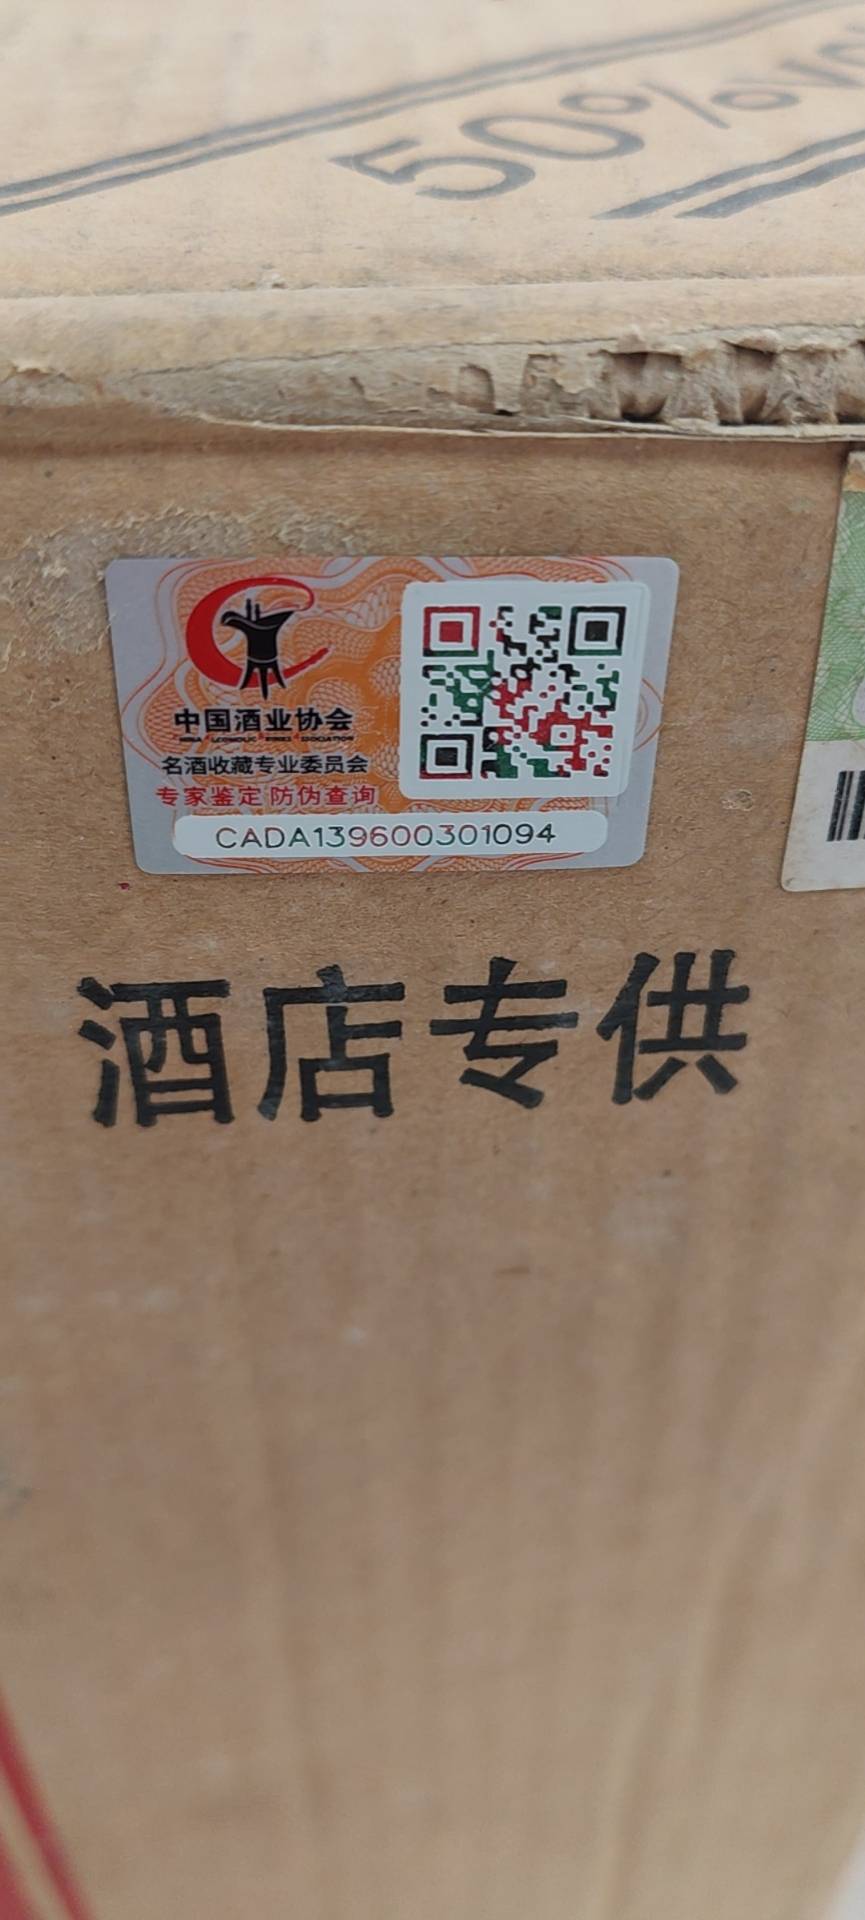 50%vo
中国酒业协会
名酒收藏专业委员会
专家鉴定 防伪查询
CADA139600301094
酒店专供